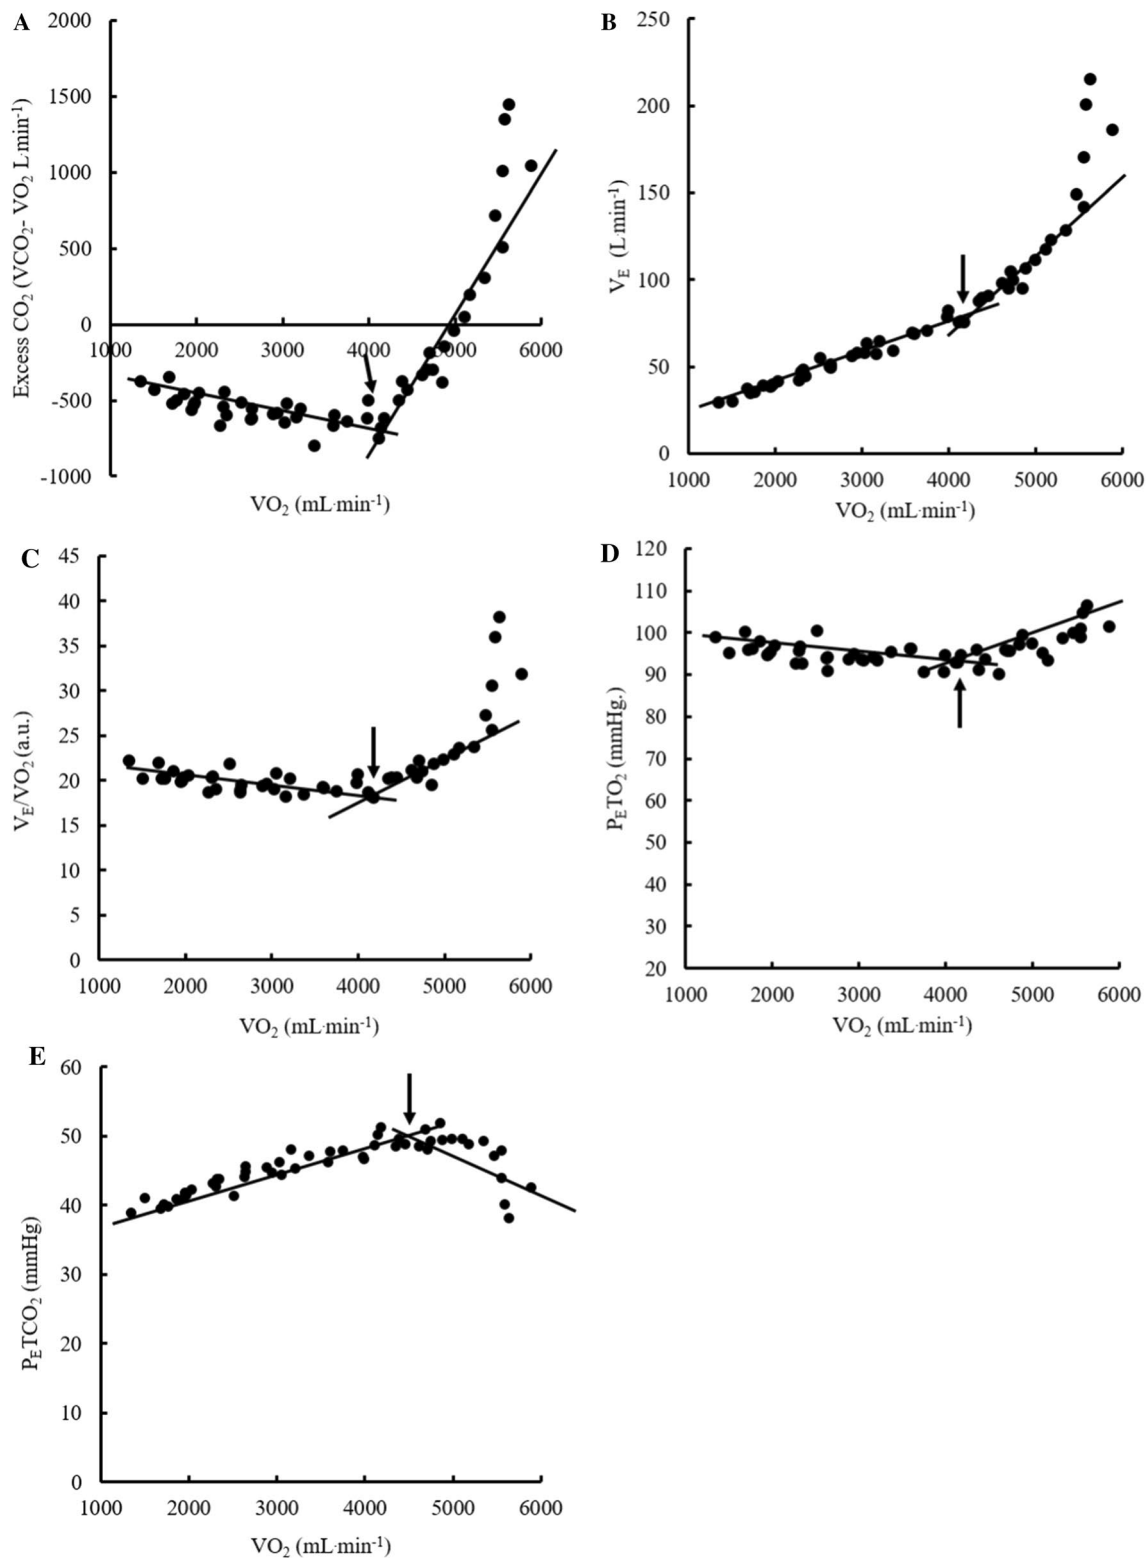 A
2000
1500
1000
500
0
-500
-1000
1000 2000 3000 4000 5000 6000
Excess CO2 (VCO2- VO2 L·min-1)
VO2 (mL·min-1)
B
250
200
150
100
50
0
1000 2000 3000 4000 5000 6000
VE (L·min-1)
VO2 (mL·min-1)
C
45
40
35
30
25
20
15
10
5
0
1000 2000 3000 4000 5000 6000
VE/VO2 (a.u.)
VO2 (mL·min-1)
D
120
110
100
90
80
70
60
50
40
30
20
1000 2000 3000 4000 5000 6000
PETO2 (mmHg.)
VO2 (mL·min-1)
E
60
50
40
30
20
10
0
1000 2000 3000 4000 5000 6000
PETCO2 (mmHg)
VO2 (mL·min-1)